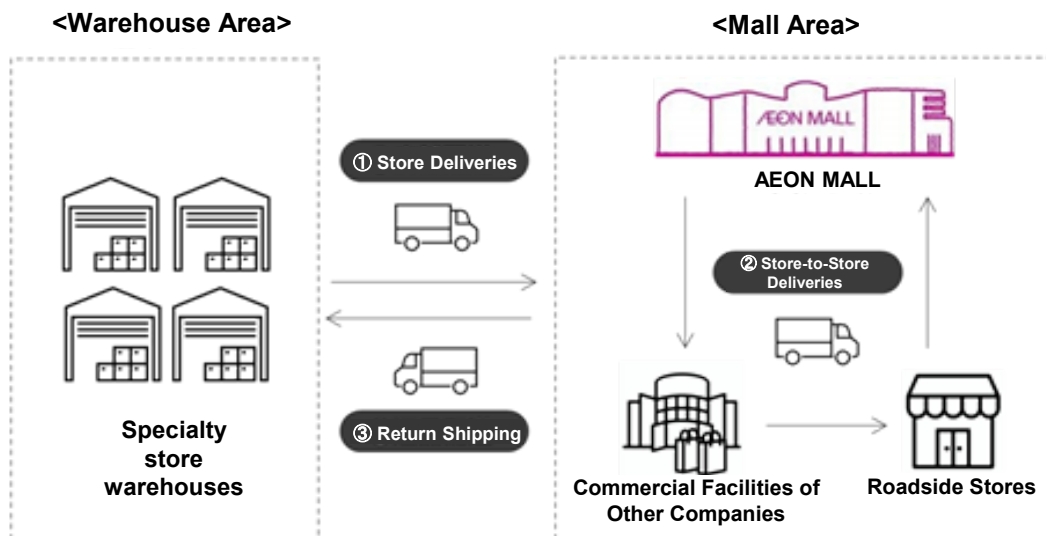 <Warehouse Area>
<Mall Area>
ÆON MALL
AEON MALL
① Store Deliveries
② Store-to-Store
Deliveries
③ Return Shipping
Specialty
store
warehouses
Commercial Facilities of
Other Companies
Roadside Stores